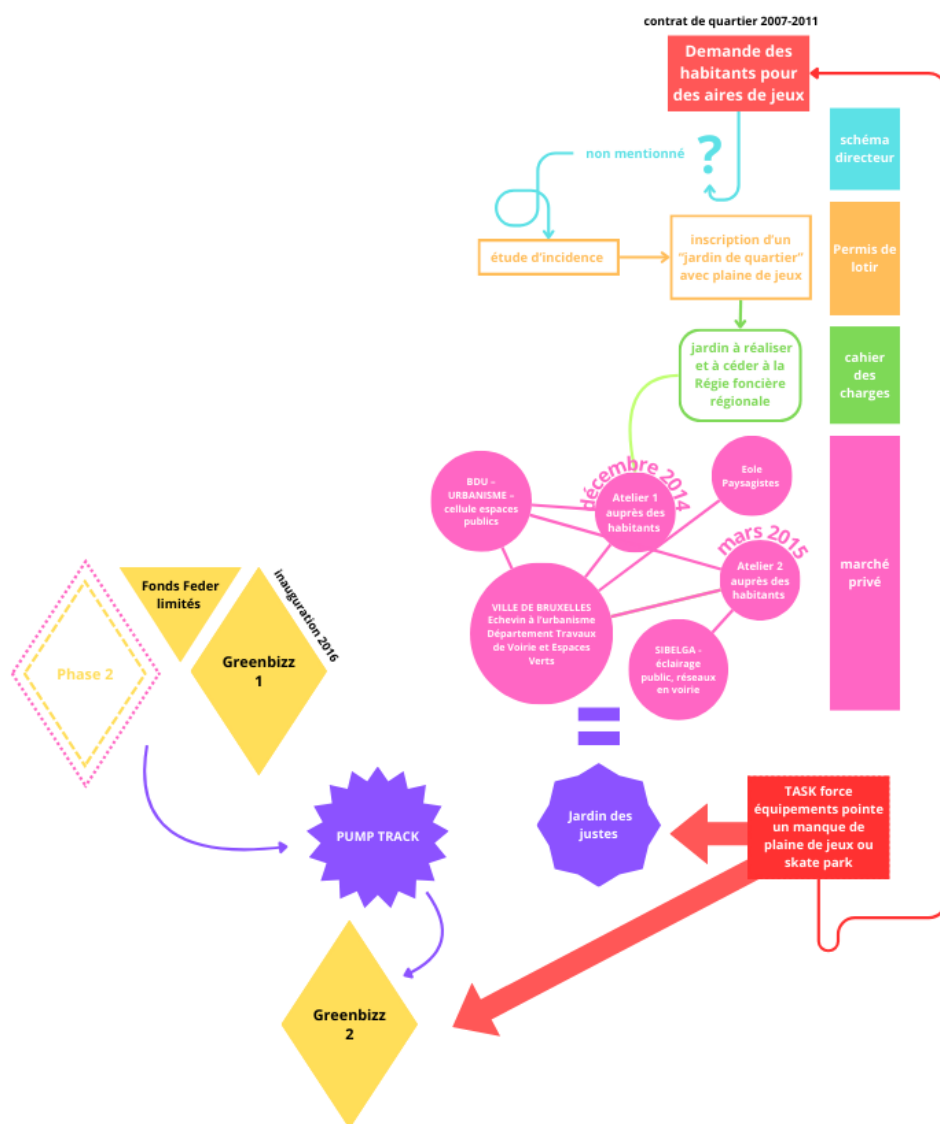 contrat de quartier 2007-2011
Demande des
habitants pour
des aires de jeux
schéma
directeur
non mentionné
?
étude d'incidence
inscription d'un
"jardin de quartier"
avec plaine de jeux
Permis de
lotir
jardin à réaliser
et à céder à la
Régie foncière
régionale
cahier
des
charges
BDU –
URBANISME –
cellule espaces
publics
décembre 2014
Atelier 1
auprès des
habitants
Eole
Paysagistes
mars 2015
Atelier 2
auprès des
habitants
marché
privé
VILLE DE BRUXELLES
Echevin à l'urbanisme
Département Travaux
de Voirie et Espaces
Verts
SIBELGA -
éclairage
public, réseaux
en voirie
Phase 2
Fonds Feder
limités
inauguration 2016
Greenbizz
1
PUMP TRACK
Jardin des
justes
TASK force
équipements pointe
un manque de
plaine de jeux ou
skate park
Greenbizz
2